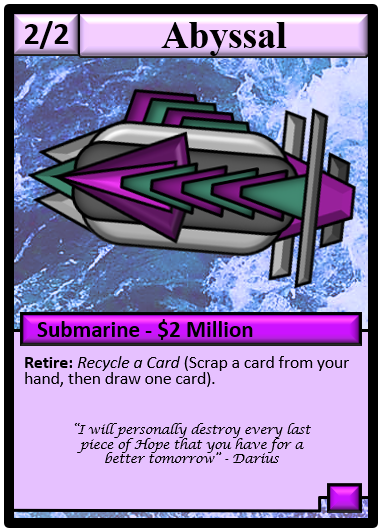 2/2
Abyssal
Submarine - $2 Million
Retire: Recycle a Card (Scrap a card from your
hand, then draw one card).
"I will personally destroy every last
piece of Hope that you have for a
better tomorrow" - Darius